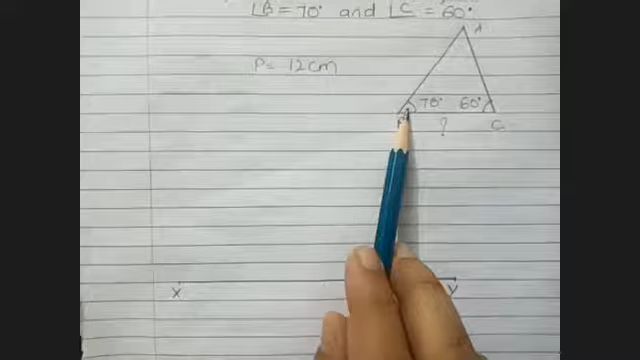 ∠B = 70° and ∠C = 60°
P = 12cm
A
70° 60°
? C
X Y